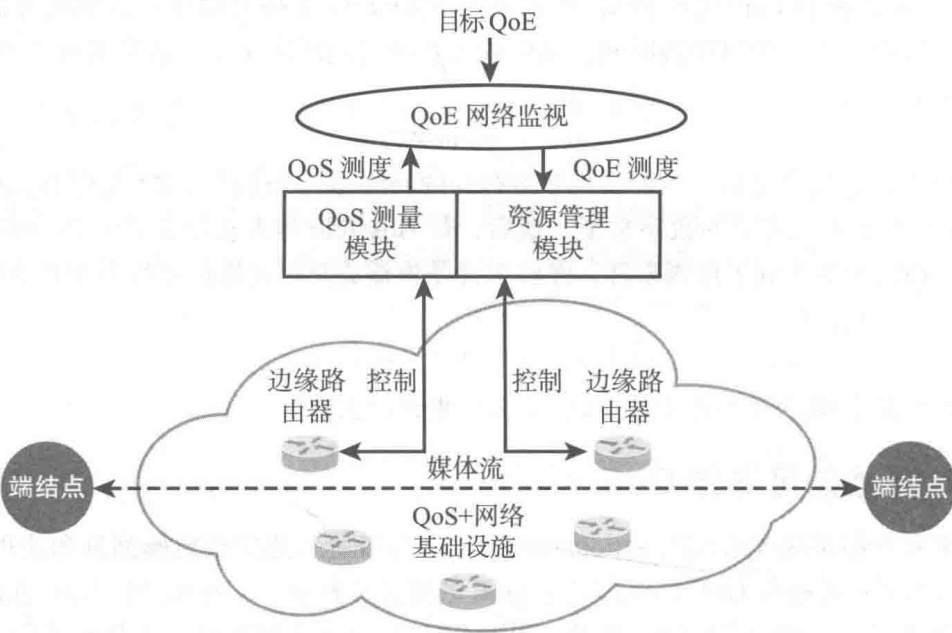 目标 QoE
QoE 网络监视
QoS 测度
QoE 测度
QoS 测量
模块
资源管理
模块
边缘路
由器
控制
控制
边缘路
由器
端结点
媒体流
端结点
QoS+网络
基础设施